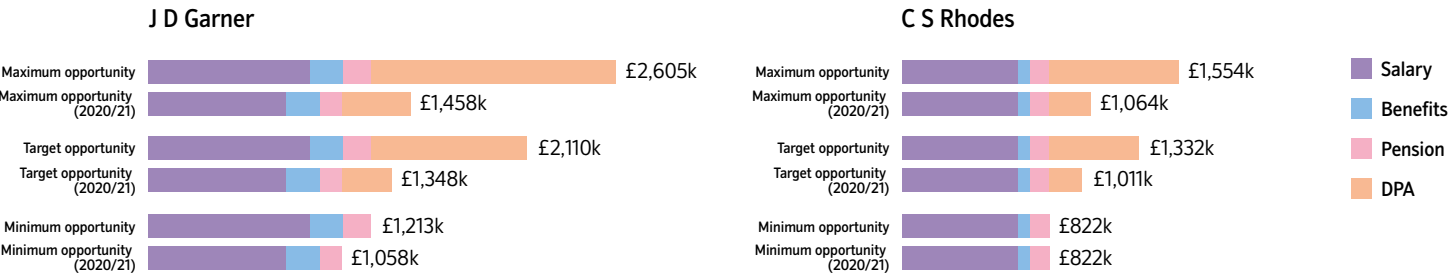 J D Garner
Maximum opportunity
£2,605k
Maximum opportunity
(2020/21)
£1,458k
Target opportunity
£2,110k
Target opportunity
(2020/21)
£1,348k
Minimum opportunity
£1,213k
Minimum opportunity
(2020/21)
£1,058k
C S Rhodes
Maximum opportunity
£1,554k
Maximum opportunity
(2020/21)
£1,064k
Target opportunity
£1,332k
Target opportunity
(2020/21)
£1,011k
Minimum opportunity
£822k
Minimum opportunity
(2020/21)
£822k
Salary
Benefits
Pension
DPA